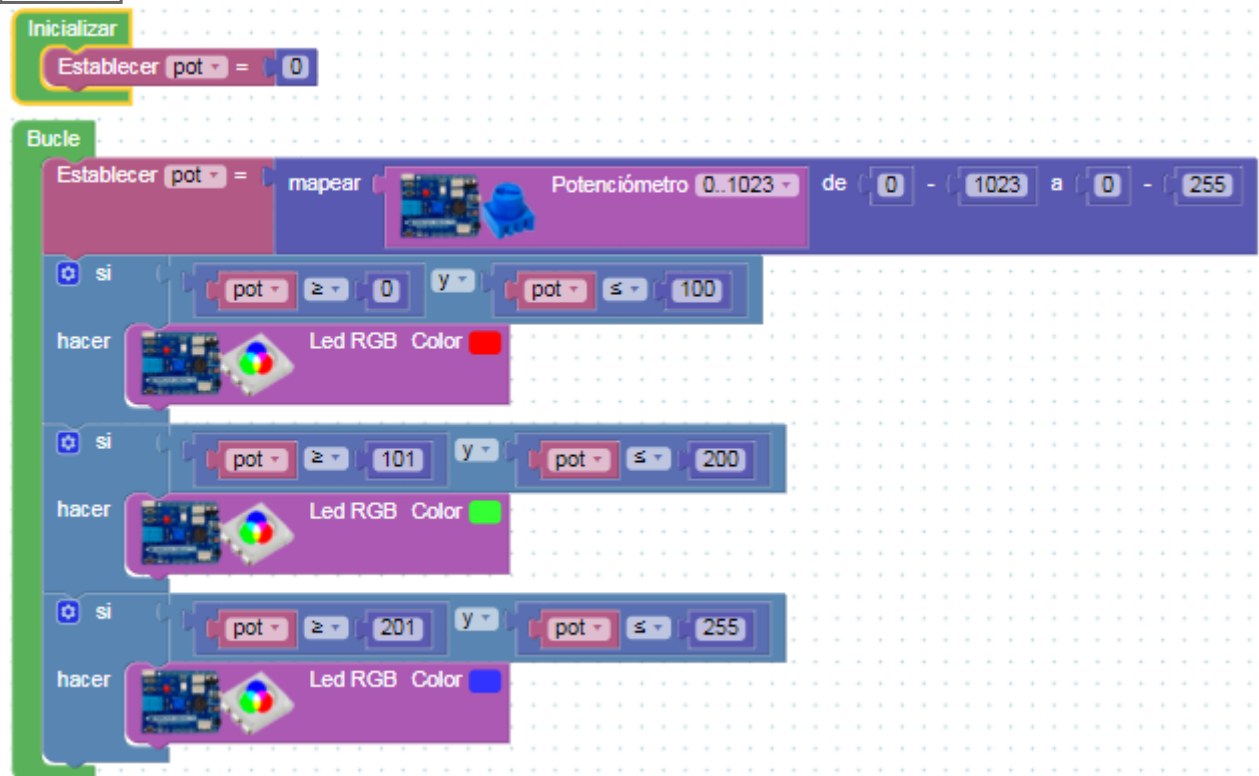 Inicializar
Establecer pot = 0
Bucle
Establecer pot = mapear Potenciómetro 0..1023 de 0 - 1023 a 0 - 255
si pot ≥ 0 y pot ≤ 100
hacer Led RGB Color
si pot ≥ 101 y pot ≤ 200
hacer Led RGB Color
si pot ≥ 201 y pot ≤ 255
hacer Led RGB Color